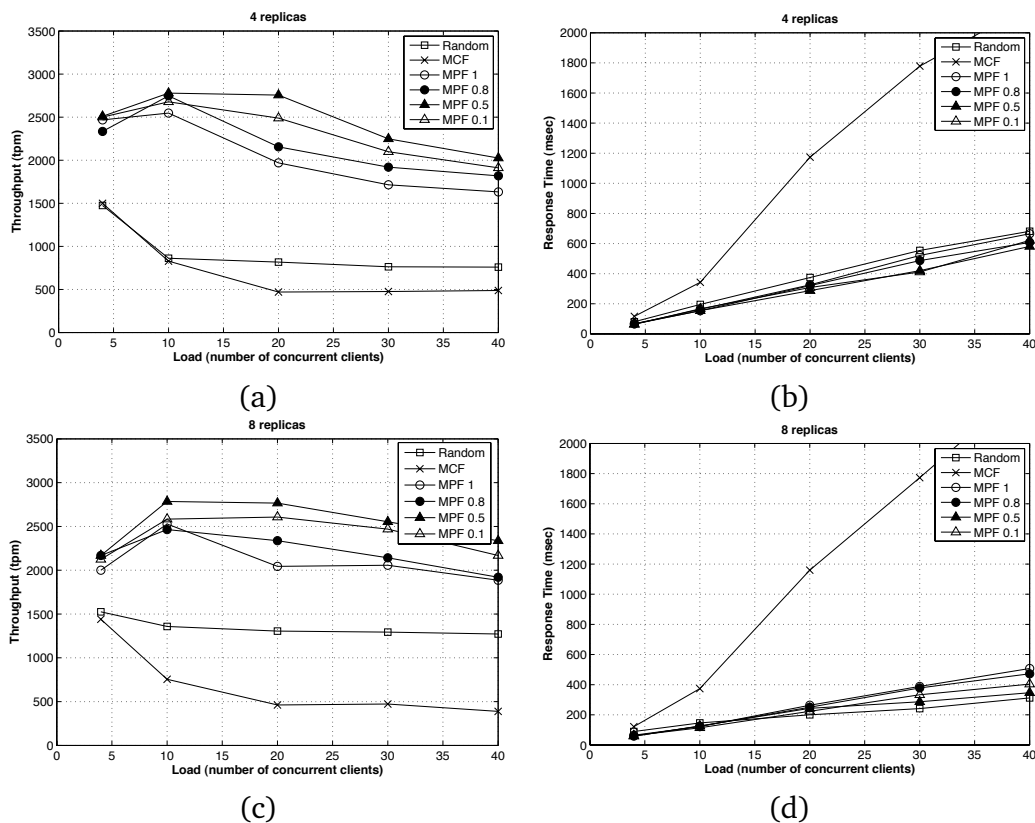 4 replicas
3500
3000
2500
2000
1500
1000
500
0
Throughput (tpm)
0 5 10 15 20 25 30 35 40
Load (number of concurrent clients)
Random
MCF
MPF 1
MPF 0.8
MPF 0.5
MPF 0.1
(a)
4 replicas
2000
1800
1600
1400
1200
1000
800
600
400
200
0
Response Time (msec)
0 5 10 15 20 25 30 35 40
Load (number of concurrent clients)
Random
MCF
MPF 1
MPF 0.8
MPF 0.5
MPF 0.1
(b)
8 replicas
3500
3000
2500
2000
1500
1000
500
0
Throughput (tpm)
0 5 10 15 20 25 30 35 40
Load (number of concurrent clients)
Random
MCF
MPF 1
MPF 0.8
MPF 0.5
MPF 0.1
(c)
8 replicas
2000
1800
1600
1400
1200
1000
800
600
400
200
0
Response Time (msec)
0 5 10 15 20 25 30 35 40
Load (number of concurrent clients)
Random
MCF
MPF 1
MPF 0.8
MPF 0.5
MPF 0.1
(d)